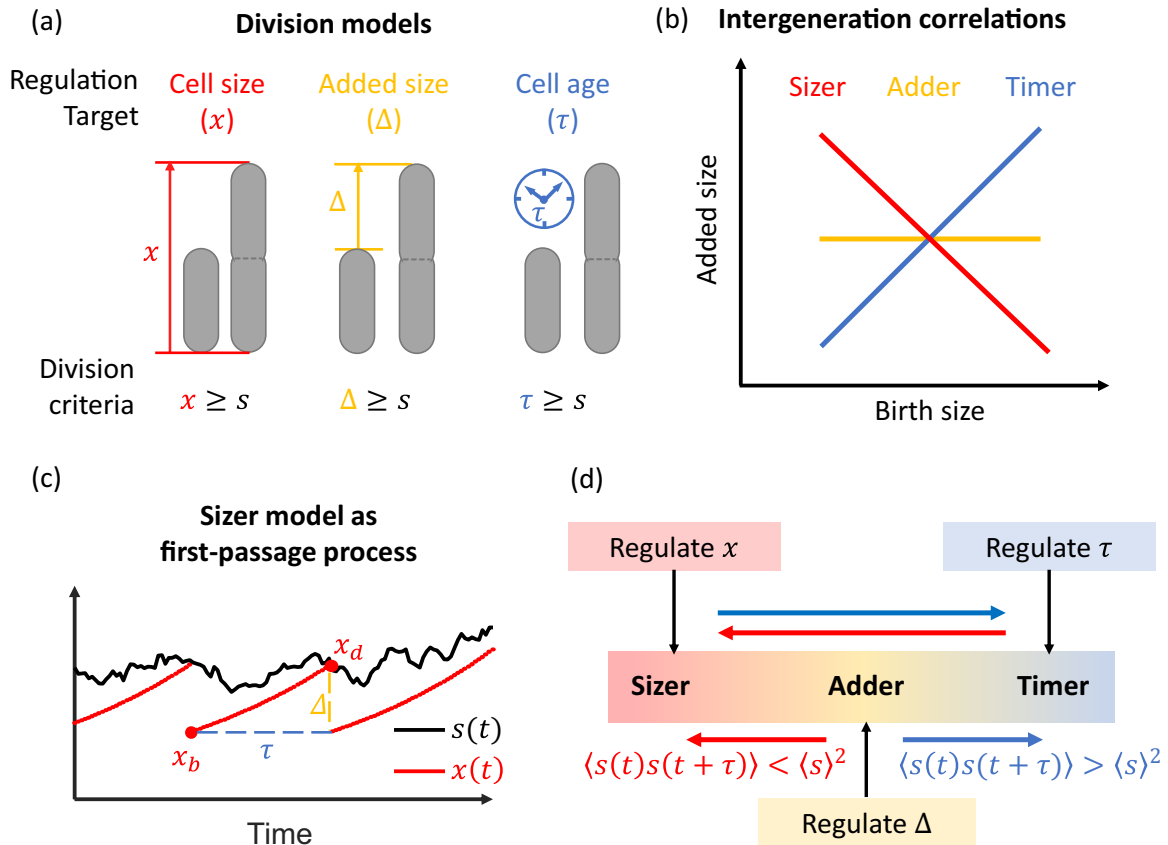 (a)
Division models
Regulation Target
Cell size (x)
Added size (Δ)
Cell age (τ)
x
Δ
τ
Division criteria
x ≥ s
Δ ≥ s
τ ≥ s
(b)
Intergeneration correlations
Sizer
Adder
Timer
Added size
Birth size
(c)
Sizer model as
first-passage process
x_d
Δ
τ
x_b
s(t)
x(t)
Time
(d)
Regulate x
Regulate τ
Sizer
Adder
Timer
⟨s(t)s(t + τ)⟩ < ⟨s⟩²
⟨s(t)s(t + τ)⟩ > ⟨s⟩²
Regulate Δ